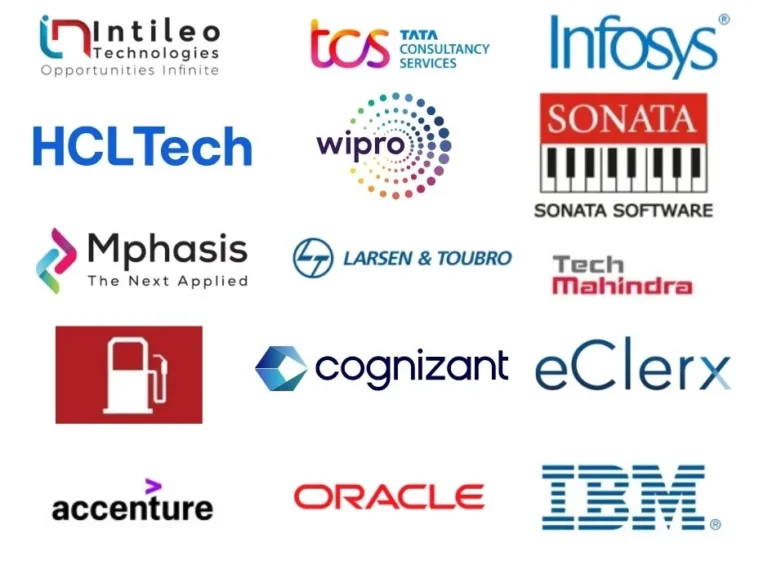 Intileo
Technologies
Opportunities Infinite
tcs TATA
CONSULTANCY
SERVICES
Infosys®
HCLTech
wipro
SONATA
SONATA SOFTWARE
Mphasis
The Next Applied
LT LARSEN & TOUBRO
Tech
Mahindra
cognizant
eClerx
accenture
ORACLE
IBM®